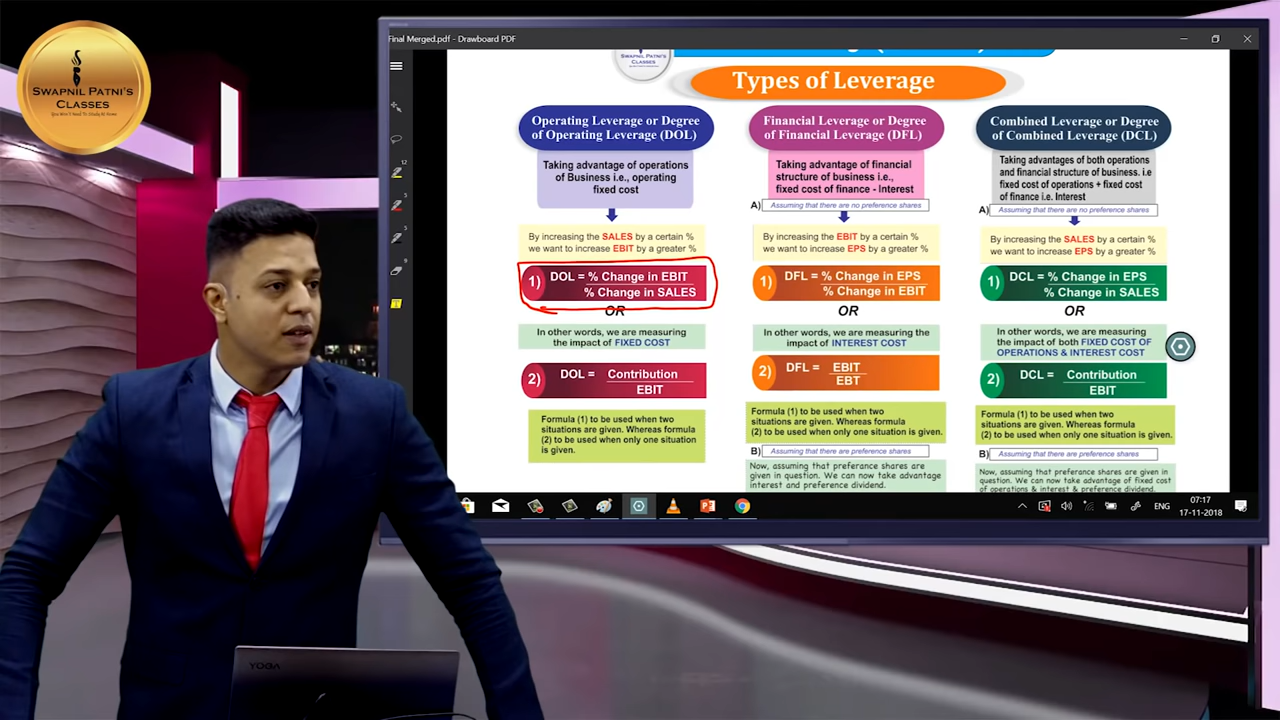 SWAPNIL PATNI'S
CLASSES
You Won't Need To Study At Home
Final Merged.pdf - Drawboard PDF
SWAPNIL PATNI'S
CLASSES
Types of Leverage
Operating Leverage or Degree
of Operating Leverage (DOL)
Taking advantage of operations
of Business i.e., operating
fixed cost
By increasing the SALES by a certain %
we want to increase EBIT by a greater %
1) DOL = % Change in EBIT
% Change in SALES
OR
In other words, we are measuring
the impact of FIXED COST
2) DOL = Contribution
EBIT
Formula (1) to be used when two
situations are given. Whereas formula
(2) to be used when only one situation
is given.
Financial Leverage or Degree
of Financial Leverage (DFL)
Taking advantage of financial
structure of business i.e.,
fixed cost of finance - Interest
A) Assuming that there are no preference shares
By increasing the EBIT by a certain %
we want to increase EPS by a greater %
1) DFL = % Change in EPS
% Change in EBIT
OR
In other words, we are measuring the
impact of INTEREST COST
2) DFL = EBIT
EBT
Formula (1) to be used when two
situations are given. Whereas formula
(2) to be used when only one situation is given.
B) Assuming that there are preference shares
Now, assuming that preferance shares are
given in question. We can now take advantage
interest and preference dividend.
Combined Leverage or Degree
of Combined Leverage (DCL)
Taking advantages of both operations
and financial structure of business. i.e
fixed cost of operations + fixed cost
of finance i.e. Interest
A) Assuming that there are no preference shares
By increasing the SALES by a certain %
we want to increase EPS by a greater %
1) DCL = % Change in EPS
% Change in SALES
OR
In other words, we are measuring
the impact of both FIXED COST OF
OPERATIONS & INTEREST COST
2) DCL = Contribution
EBT
Formula (1) to be used when two
situations are given. Whereas formula
(2) to be used when only one situation is given.
B) Assuming that there are preference shares
Now, assuming that preferance shares are given in
question. We can now take advantage of fixed cost
of operations & interest & preference dividend.
ENG
07:17
17-11-2018
YOGA